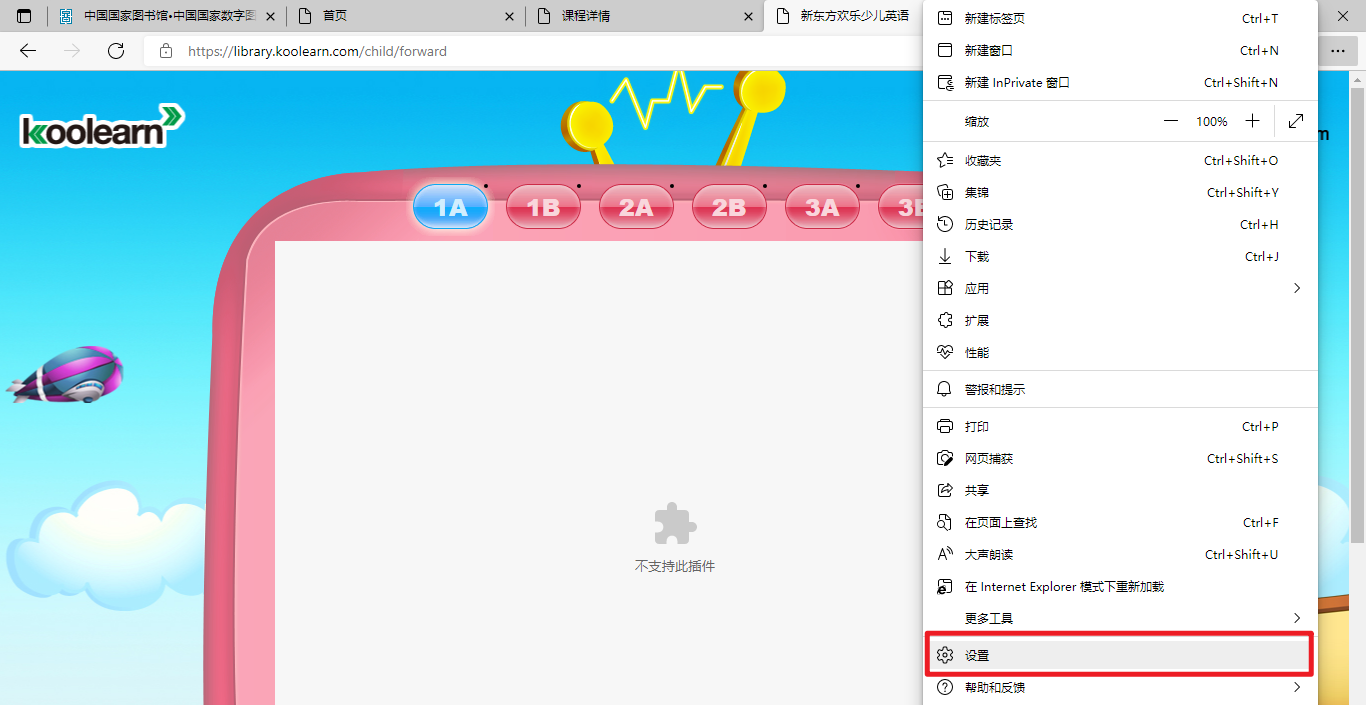 中国国家图书馆•中国国家数字图
首页
课程详情
新东方欢乐少儿英语
https://library.koolearn.com/child/forward
koolearn
1A
1B
2A
2B
3A
不支持此插件
新建标签页 Ctrl+T
新建窗口 Ctrl+N
新建 InPrivate 窗口 Ctrl+Shift+N
缩放 100%
收藏夹 Ctrl+Shift+O
集锦 Ctrl+Shift+Y
历史记录 Ctrl+H
下载 Ctrl+J
应用
扩展
性能
警报和提示
打印 Ctrl+P
网页捕获 Ctrl+Shift+S
共享
在页面上查找 Ctrl+F
大声朗读 Ctrl+Shift+U
在 Internet Explorer 模式下重新加载
更多工具
设置
帮助和反馈